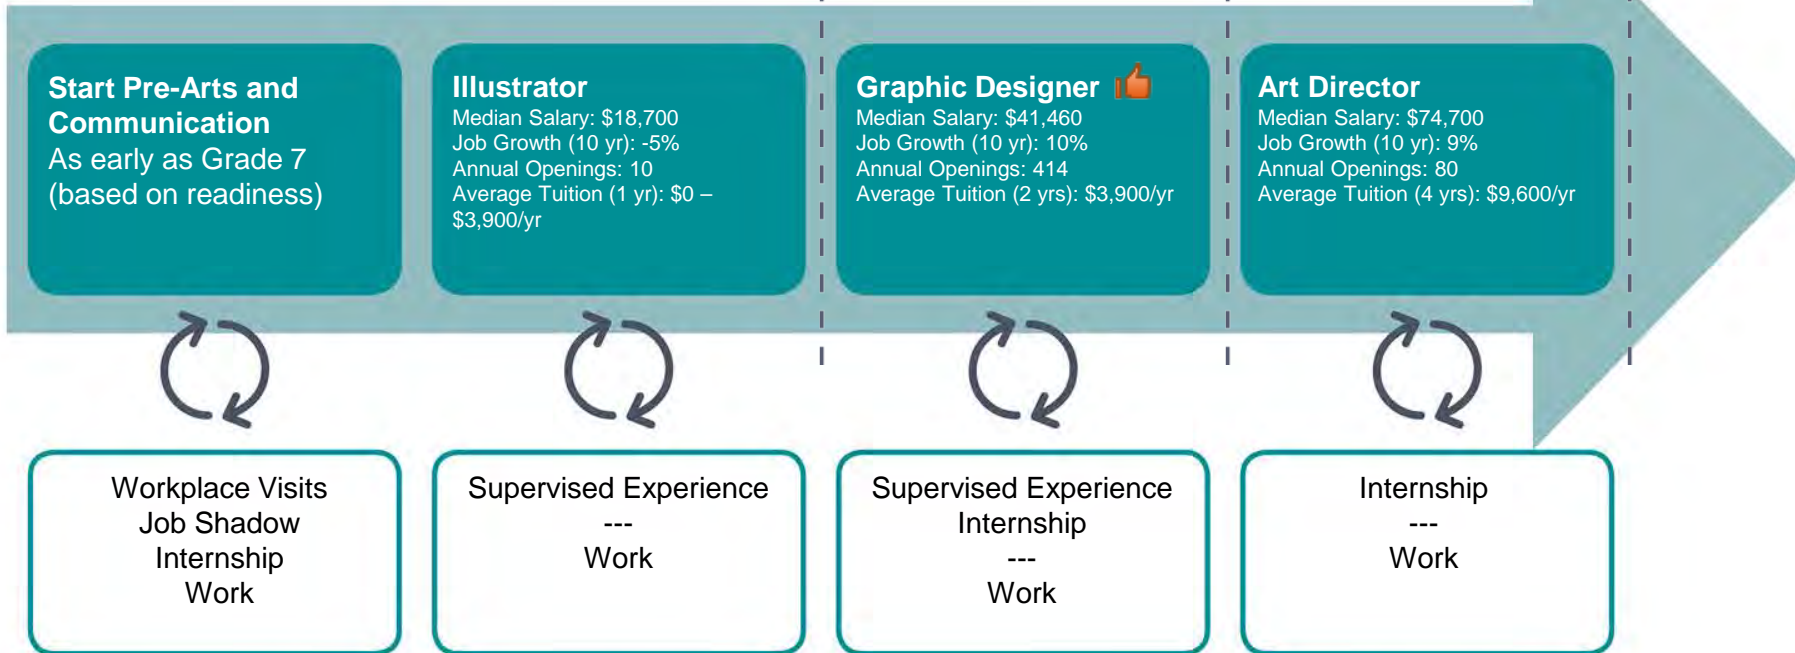 Start Pre-Arts and
Communication
As early as Grade 7
(based on readiness)
Illustrator
Median Salary: $18,700
Job Growth (10 yr): -5%
Annual Openings: 10
Average Tuition (1 yr): $0 –
$3,900/yr
Graphic Designer
Median Salary: $41,460
Job Growth (10 yr): 10%
Annual Openings: 414
Average Tuition (2 yrs): $3,900/yr
Art Director
Median Salary: $74,700
Job Growth (10 yr): 9%
Annual Openings: 80
Average Tuition (4 yrs): $9,600/yr
Workplace Visits
Job Shadow
Internship
Work
Supervised Experience
---
Work
Supervised Experience
Internship
---
Work
Internship
---
Work